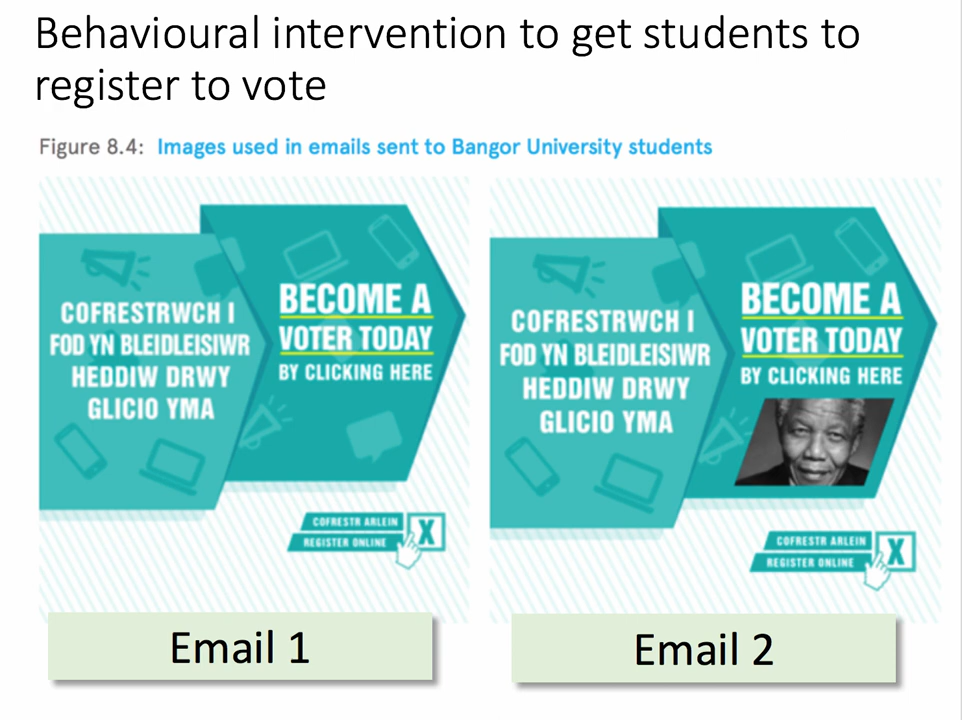 Behavioural intervention to get students to
register to vote
Figure 8.4: Images used in emails sent to Bangor University students
COFRESTRWCH I
FOD YN BLEIDLEISIWR
HEDDIW DRWY
GLICIO YMA
BECOME A
VOTER TODAY
BY CLICKING HERE
COFRESTR ARLEIN
REGISTER ONLINE
X
Email 1
COFRESTRWCH I
FOD YN BLEIDLEISIWR
HEDDIW DRWY
GLICIO YMA
BECOME A
VOTER TODAY
BY CLICKING HERE
COFRESTR ARLEIN
REGISTER ONLINE
X
Email 2